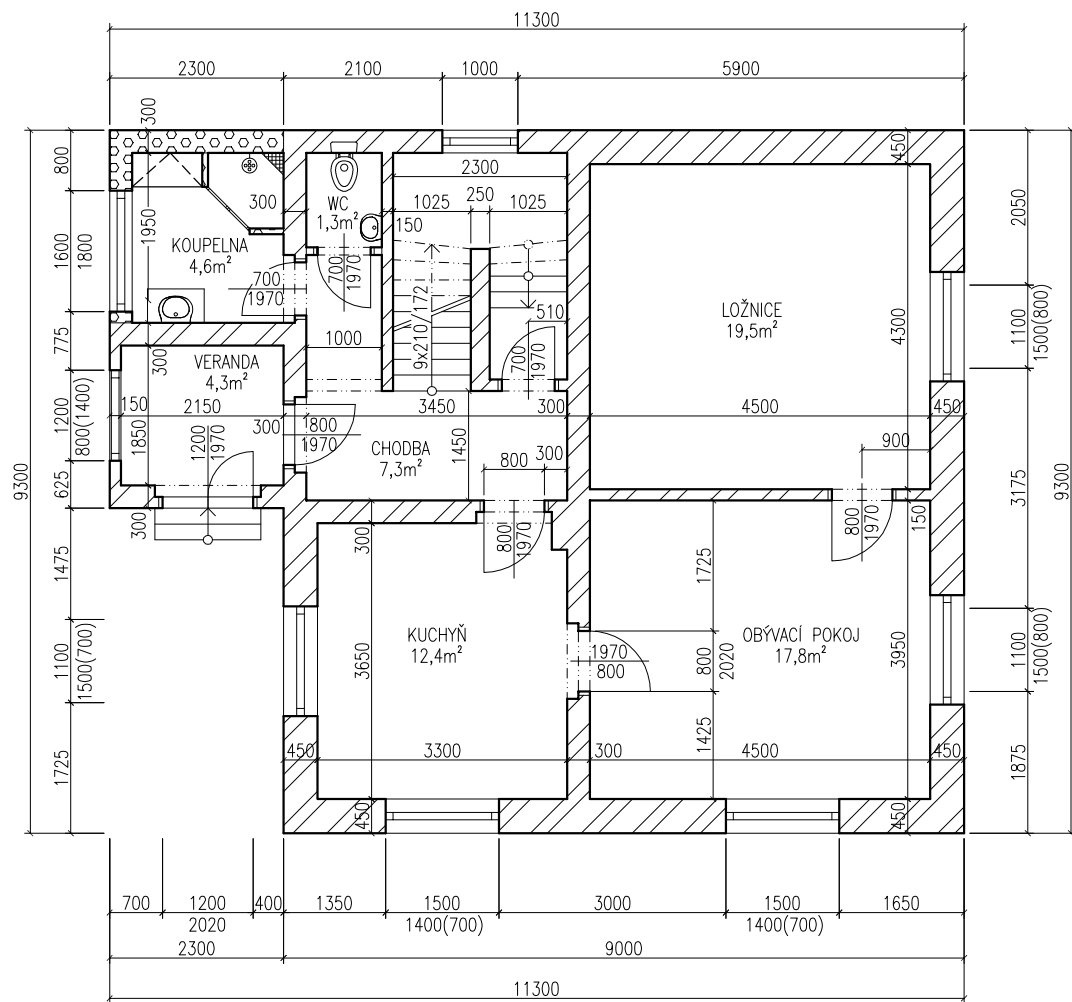 11300
2300 2100 1000 5900
300
450
2300
250
300 1025 1025
WC
1,3m²
150
KOUPELNA
4,6m²
1950
700
1970
700
1970
9x210/172
510
700
1970
1000
LOŽNICE
19,5m²
4300
800
1600
1800
775
1200
800(1400)
625
1475
1100
1500(700)
1725
9300
VERANDA
4,3m²
300
150 2150 300
1850
1200
1970
300
800
1970
3450 300 4500 450
CHODBA
7,3m²
1450
800 300
900
800
1970
800
1970
150
300
KUCHYŇ
12,4m²
3650
1970
800
1725
800
2020
1425
OBÝVACÍ POKOJ
17,8m²
3950
450 3300 300 4500 450
450
450
2050
1100
1500(800)
3175
1100
1500(800)
1875
9300
700 1200 400 1350 1500 3000 1500 1650
2020 1400(700) 1400(700)
2300 9000
11300